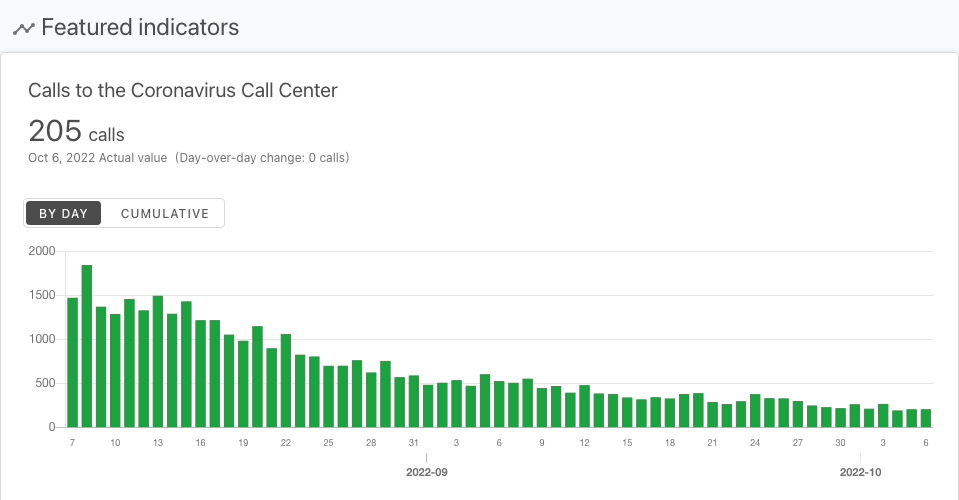 Featured indicators
Calls to the Coronavirus Call Center
205 calls
Oct 6, 2022 Actual value (Day-over-day change: 0 calls)
BY DAY CUMULATIVE
2000
1500
1000
500
0
7 10 13 16 19 22 25 28 31 3 6 9 12 15 18 21 24 27 30 3 6
2022-09 2022-10